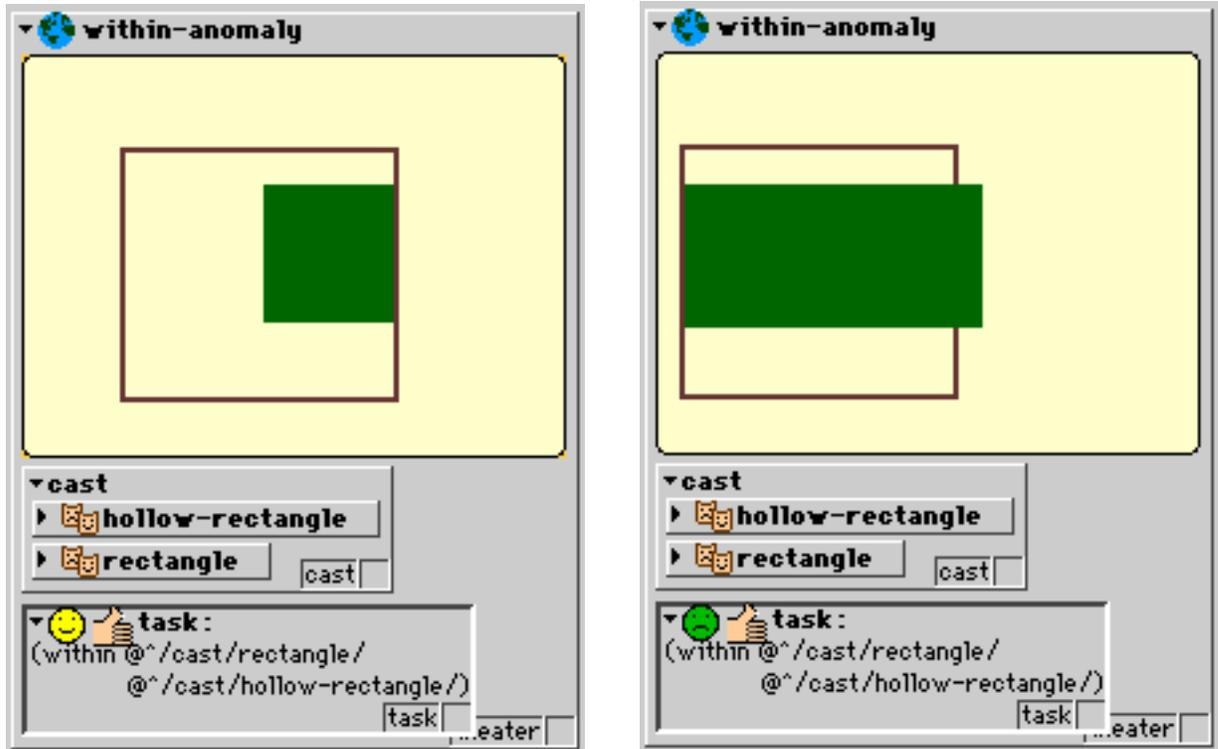 within-anomaly
cast
hollow-rectangle
rectangle
cast
task:
(within @^/cast/rectangle/
@^/cast/hollow-rectangle/)
task
eater
within-anomaly
cast
hollow-rectangle
rectangle
cast
task:
(within @^/cast/rectangle/
@^/cast/hollow-rectangle/)
task
eater